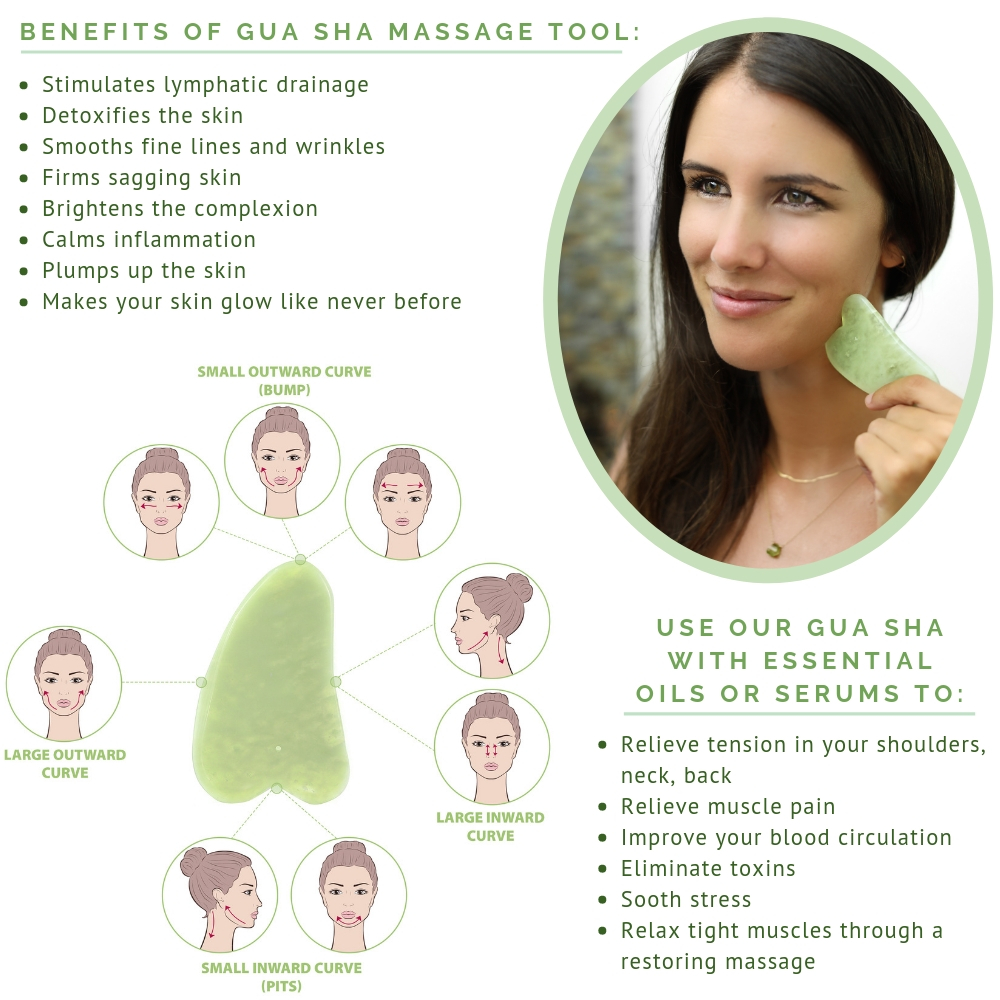 BENEFITS OF GUA SHA MASSAGE TOOL:
• Stimulates lymphatic drainage
• Detoxifies the skin
• Smooths fine lines and wrinkles
• Firms sagging skin
• Brightens the complexion
• Calms inflammation
• Plumps up the skin
• Makes your skin glow like never before
SMALL OUTWARD CURVE
(BUMP)
LARGE OUTWARD
CURVE
LARGE INWARD
CURVE
SMALL INWARD CURVE
(PITS)
USE OUR GUA SHA
WITH ESSENTIAL
OILS OR SERUMS TO:
• Relieve tension in your shoulders,
neck, back
• Relieve muscle pain
• Improve your blood circulation
• Eliminate toxins
• Sooth stress
• Relax tight muscles through a
restoring massage